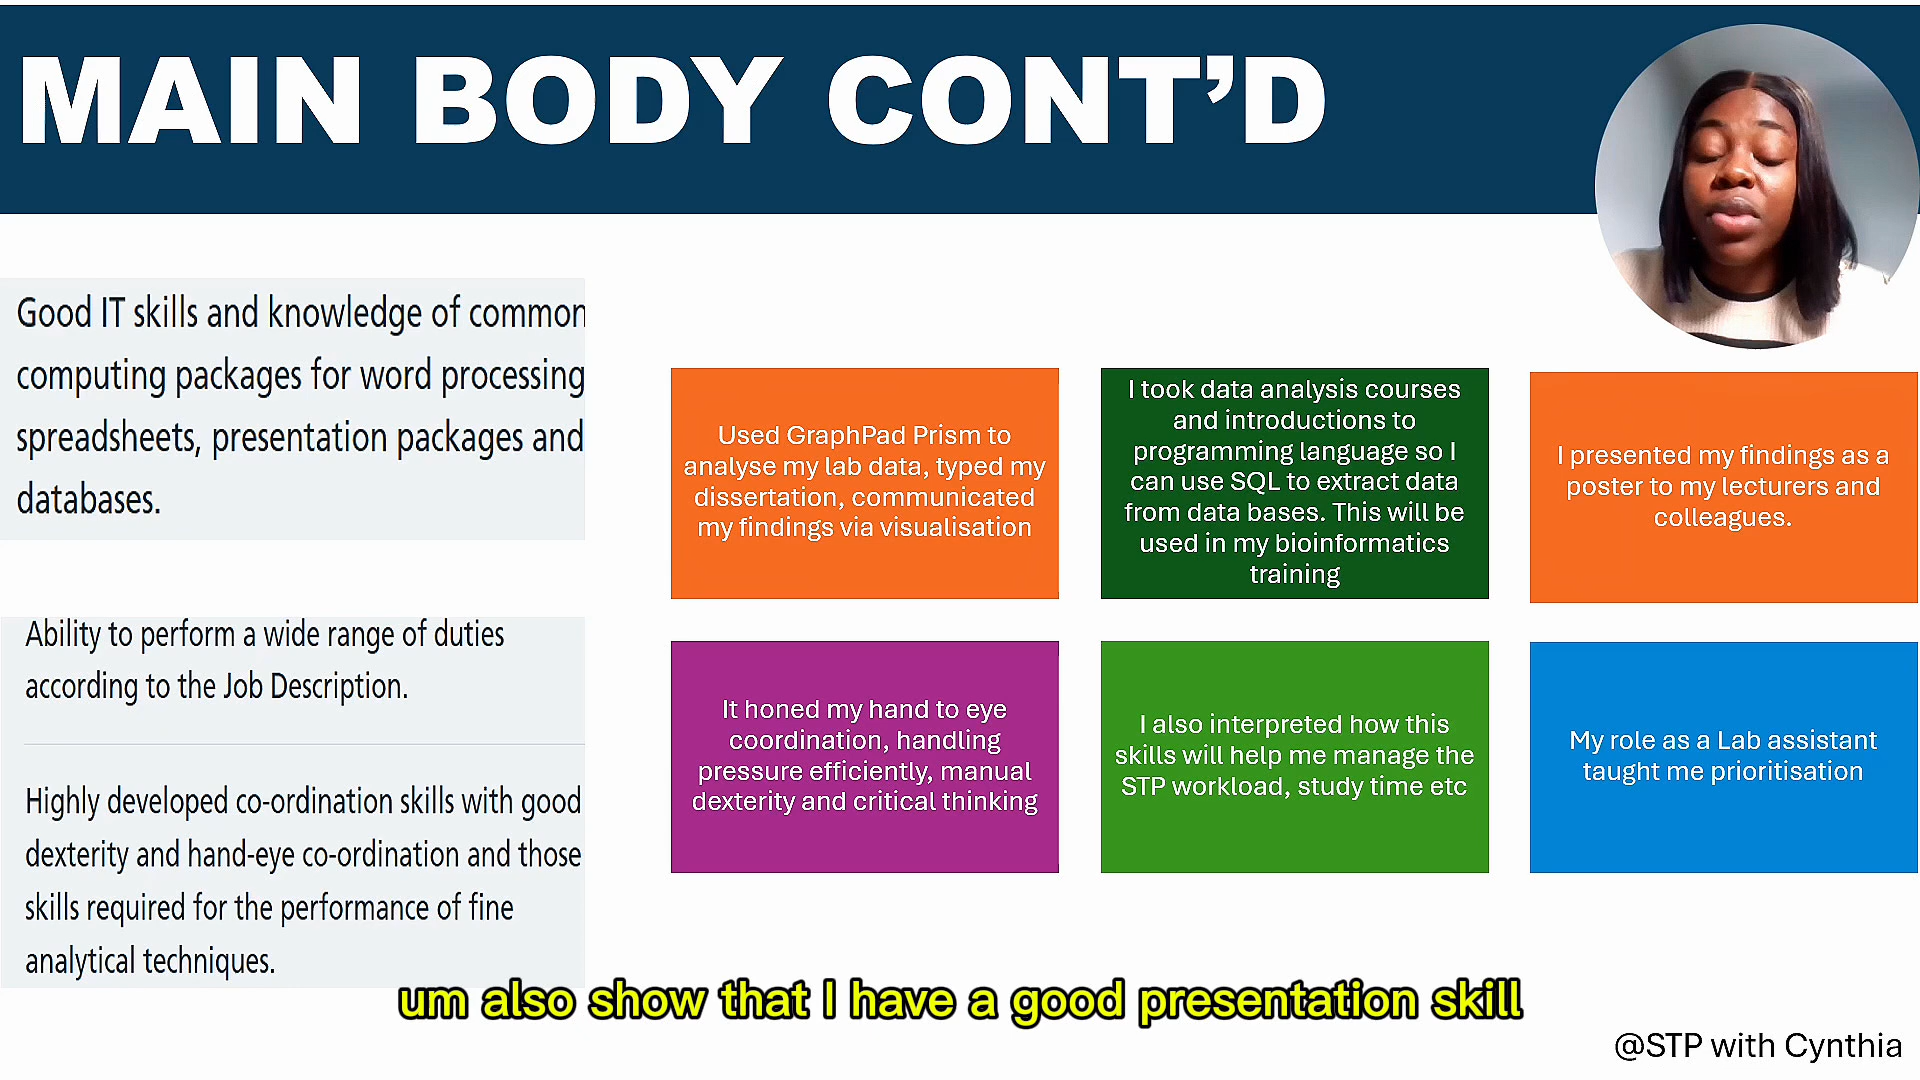 MAIN BODY CONT’D
Good IT skills and knowledge of common
computing packages for word processing
spreadsheets, presentation packages and
databases.
Ability to perform a wide range of duties
according to the Job Description.
Highly developed co-ordination skills with good
dexterity and hand-eye co-ordination and those
skills required for the performance of fine
analytical techniques.
Used GraphPad Prism to
analyse my lab data, typed my
dissertation, communicated
my findings via visualisation
I took data analysis courses
and introductions to
programming language so I
can use SQL to extract data
from data bases. This will be
used in my bioinformatics
training
I presented my findings as a
poster to my lecturers and
colleagues.
It honed my hand to eye
coordination, handling
pressure efficiently, manual
dexterity and critical thinking
I also interpreted how this
skills will help me manage the
STP workload, study time etc
My role as a Lab assistant
taught me prioritisation
um also show that I have a good presentation skill
@STP with Cynthia